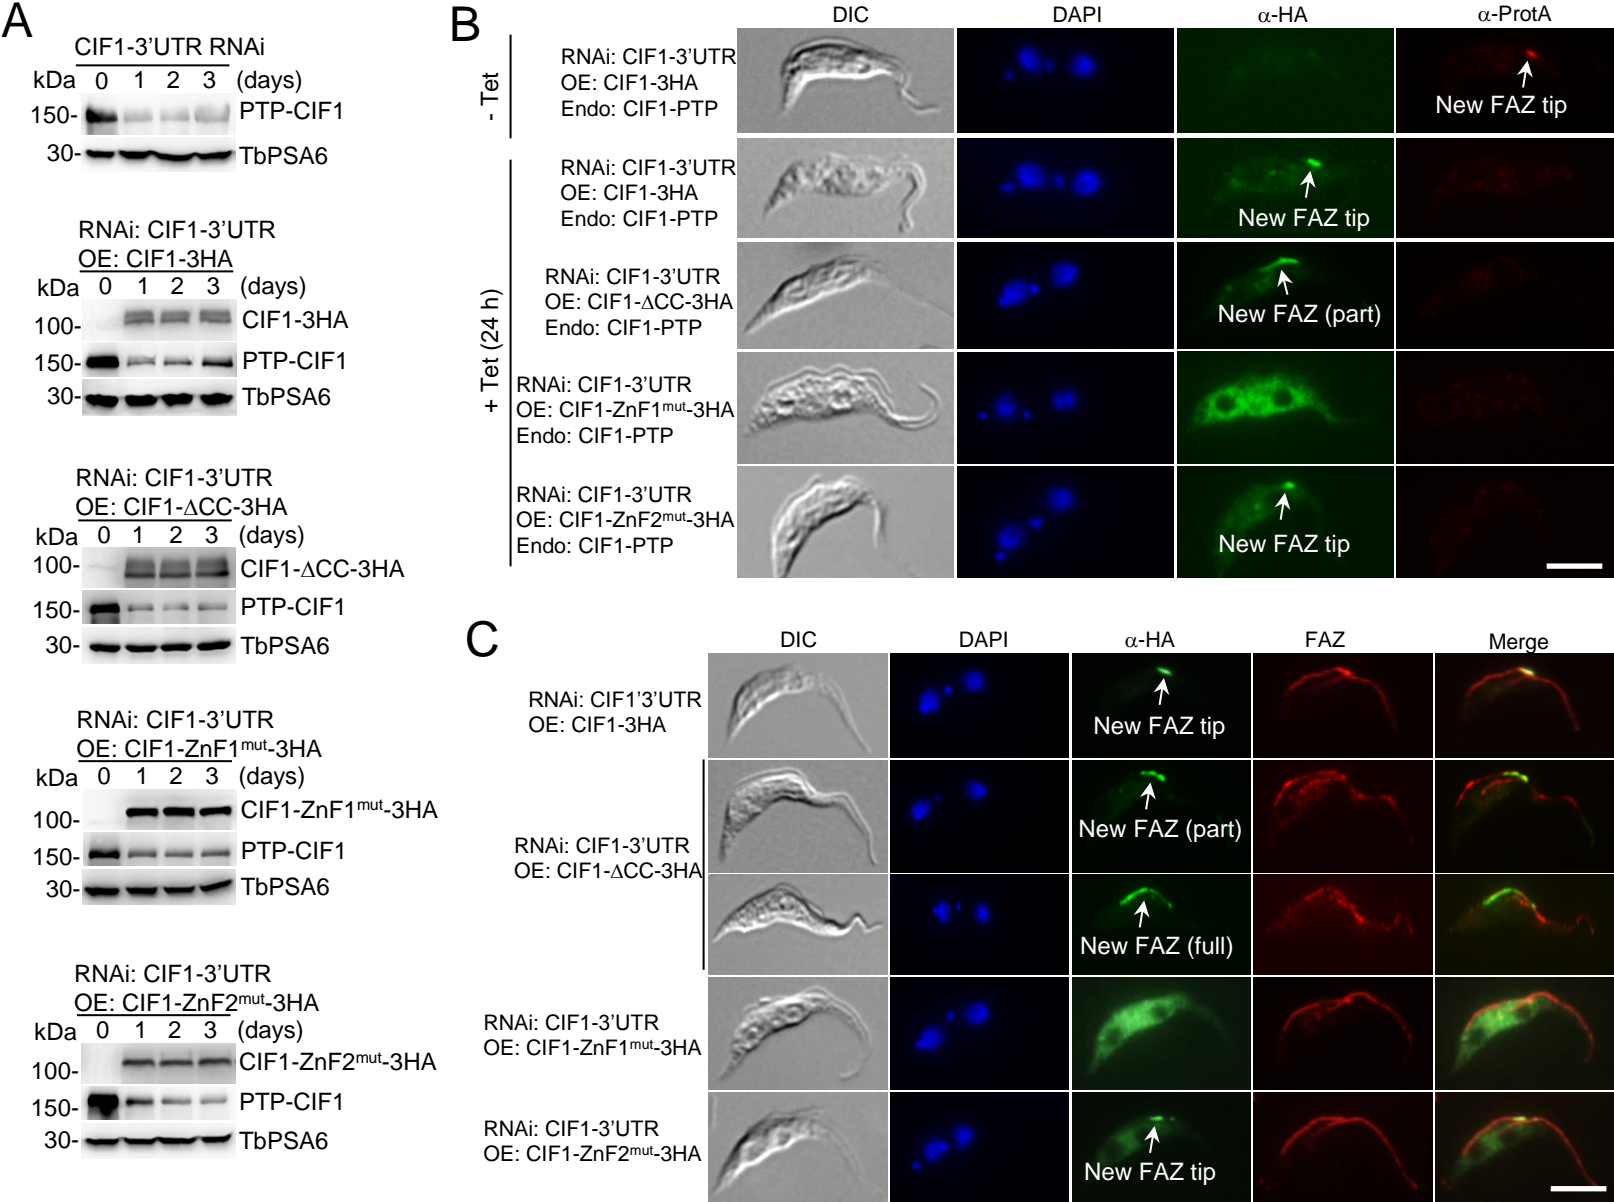 A
CIF1-3’UTR RNAi
kDa 0 1 2 3 (days)
150- PTP-CIF1
30- TbPSA6
RNAi: CIF1-3’UTR
OE: CIF1-3HA
kDa 0 1 2 3 (days)
100- CIF1-3HA
150- PTP-CIF1
30- TbPSA6
RNAi: CIF1-3’UTR
OE: CIF1-ΔCC-3HA
kDa 0 1 2 3 (days)
100- CIF1-ΔCC-3HA
150- PTP-CIF1
30- TbPSA6
RNAi: CIF1-3’UTR
OE: CIF1-ZnF1mut-3HA
kDa 0 1 2 3 (days)
100- CIF1-ZnF1mut-3HA
150- PTP-CIF1
30- TbPSA6
RNAi: CIF1-3’UTR
OE: CIF1-ZnF2mut-3HA
kDa 0 1 2 3 (days)
100- CIF1-ZnF2mut-3HA
150- PTP-CIF1
30- TbPSA6
B
DIC DAPI α-HA α-ProtA
- Tet
RNAi: CIF1-3’UTR
OE: CIF1-3HA
Endo: CIF1-PTP
New FAZ tip
+ Tet (24 h)
RNAi: CIF1-3’UTR
OE: CIF1-3HA
Endo: CIF1-PTP
New FAZ tip
RNAi: CIF1-3’UTR
OE: CIF1-ΔCC-3HA
Endo: CIF1-PTP
New FAZ (part)
RNAi: CIF1-3’UTR
OE: CIF1-ZnF1mut-3HA
Endo: CIF1-PTP
RNAi: CIF1-3’UTR
OE: CIF1-ZnF2mut-3HA
Endo: CIF1-PTP
New FAZ tip
C
DIC DAPI α-HA FAZ Merge
RNAi: CIF1’3’UTR
OE: CIF1-3HA
New FAZ tip
RNAi: CIF1-3’UTR
OE: CIF1-ΔCC-3HA
New FAZ (part)
New FAZ (full)
RNAi: CIF1-3’UTR
OE: CIF1-ZnF1mut-3HA
RNAi: CIF1-3’UTR
OE: CIF1-ZnF2mut-3HA
New FAZ tip